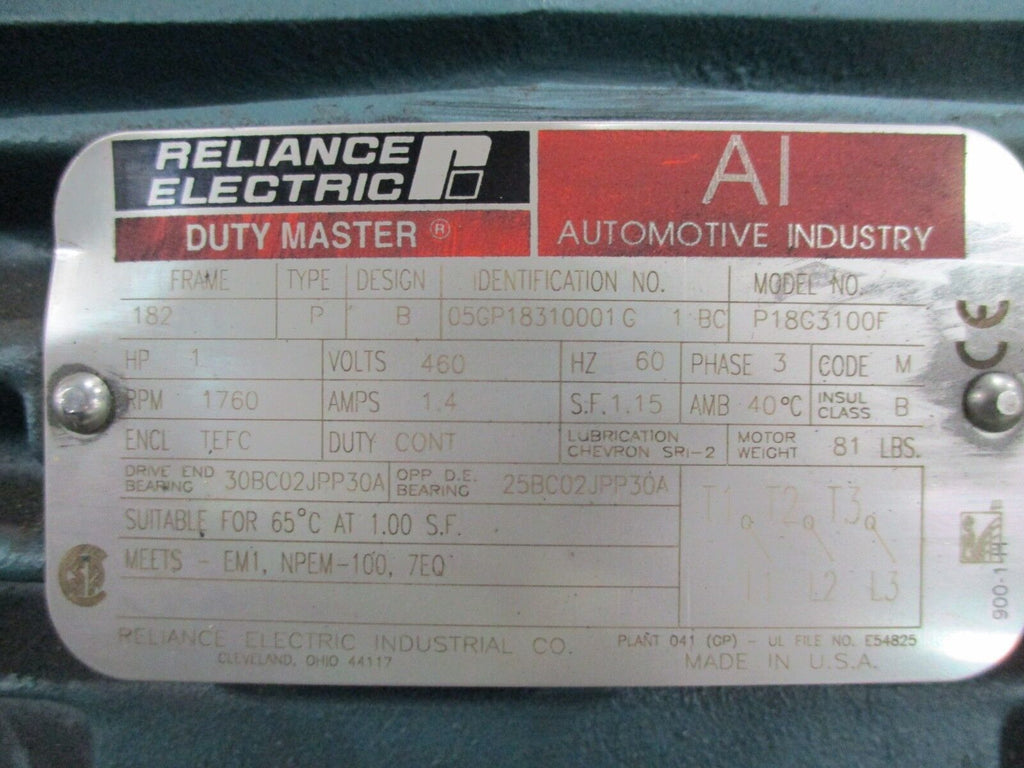 RELIANCE
ELECTRIC
DUTY MASTER ®
AI
AUTOMOTIVE INDUSTRY
FRAME TYPE DESIGN IDENTIFICATION NO. MODEL NO.
182 P B 05GP18310001G 1 BC P18G3100F
HP 1 VOLTS 460 HZ 60 PHASE 3 CODE M
RPM 1760 AMPS 1.4 S.F. 1.15 AMB 40°C INSUL CLASS B
ENCL TEFC DUTY CONT LUBRICATION CHEVRON SRI-2 MOTOR WEIGHT 81 LBS.
DRIVE END BEARING 30BC02JPP30A OPP D.E. BEARING 25BC02JPP30A
T1 T2 T3
SUITABLE FOR 65°C AT 1.00 S.F.
MEETS - EM1, NPEM-100, 7EQ
L1 L2 L3
RELIANCE ELECTRIC INDUSTRIAL CO. PLANT 041 (GP) - UL FILE NO. E54825
CLEVELAND, OHIO 44117 MADE IN U.S.A.
CE